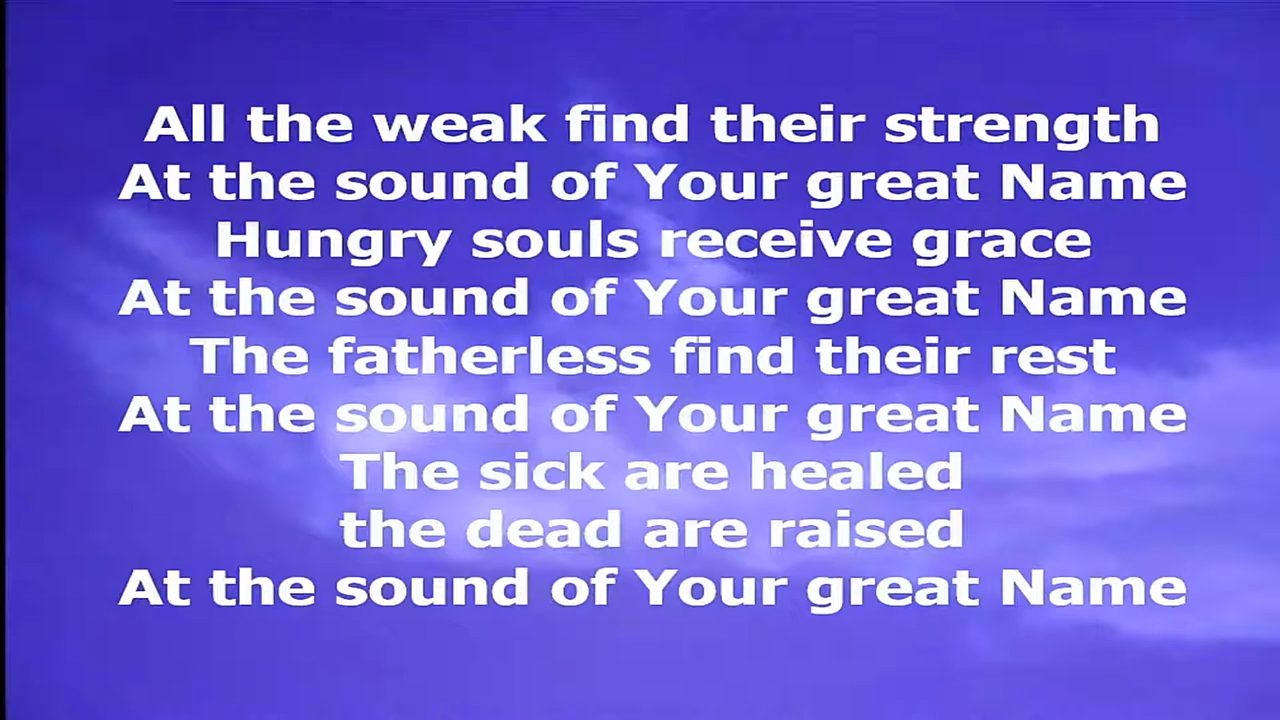 All the weak find their strength
At the sound of Your great Name
Hungry souls receive grace
At the sound of Your great Name
The fatherless find their rest
At the sound of Your great Name
The sick are healed
the dead are raised
At the sound of Your great Name